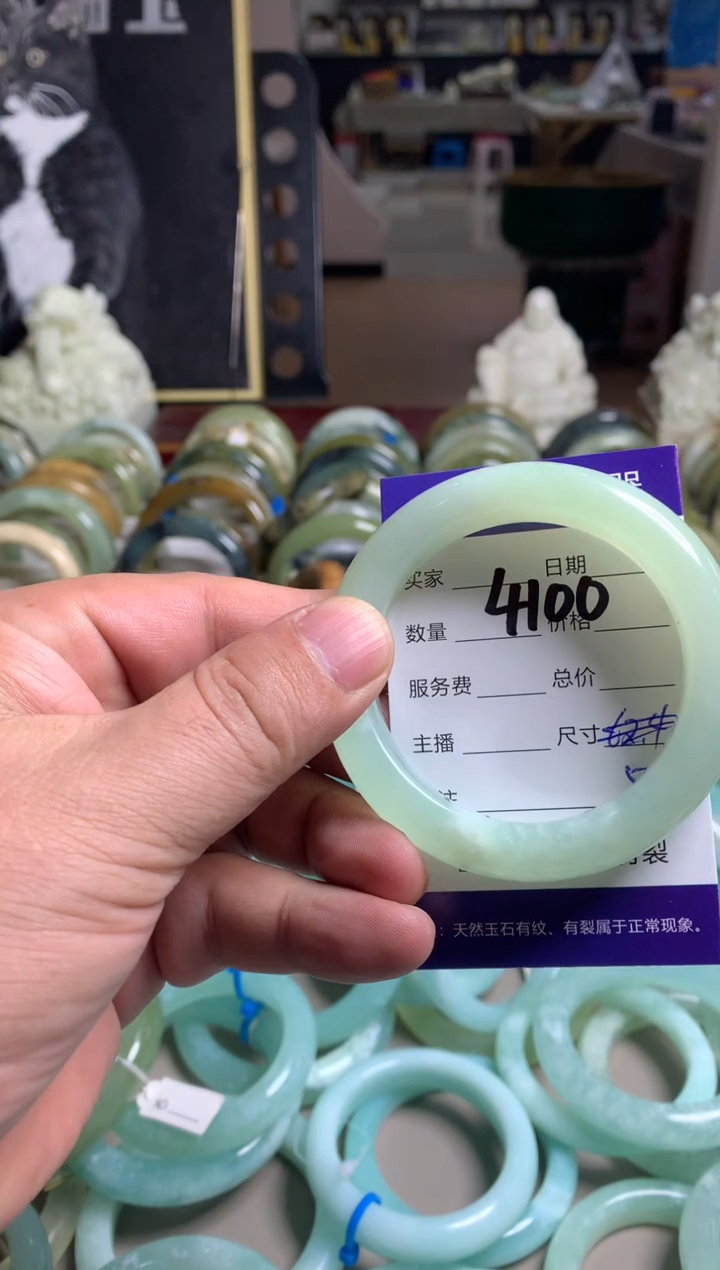 买家 日期
4100
数量 价格
服务费 总价
主播 尺寸
裂
：天然玉石有纹、有裂属于正常现象。